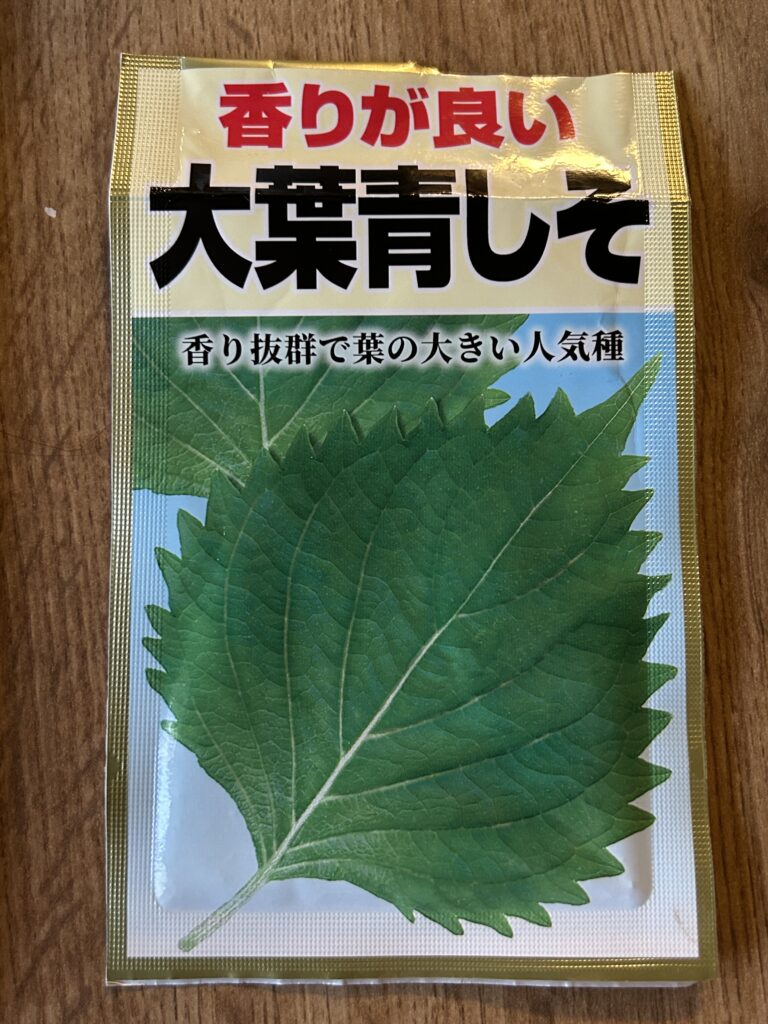 香りが良い
大葉青しそ
香り抜群で葉の大きい人気種